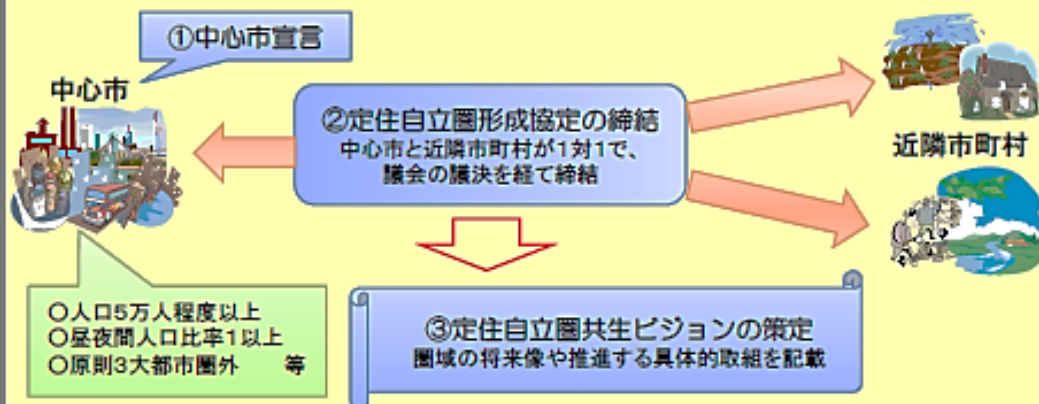 ①中心市宣言
中心市
②定住自立圏形成協定の締結
中心市と近隣市町村が1対1で、
議会の議決を経て締結
近隣市町村
○人口5万人程度以上
○昼夜間人口比率1以上
○原則3大都市圏外 等
③定住自立圏共生ビジョンの策定
圏域の将来像や推進する具体的取組を記載